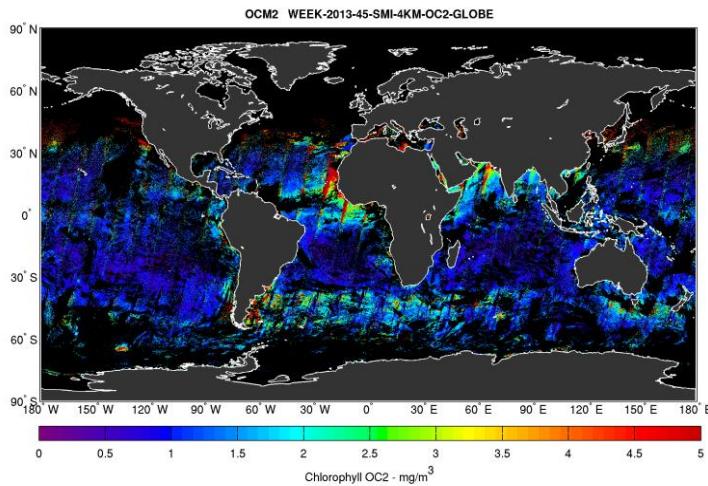 OCM2 WEEK-2013-45-SMI-4KM-OC2-GLOBE
90° N
60° N
30° N
0°
30° S
60° S
90° S
180° W 150° W 120° W 90° W 60° W 30° W 0° 30° E 60° E 90° E 120° E 150° E 180° E
0 0.5 1 1.5 2 2.5 3 3.5 4 4.5 5
Chlorophyll OC2 - mg/m³